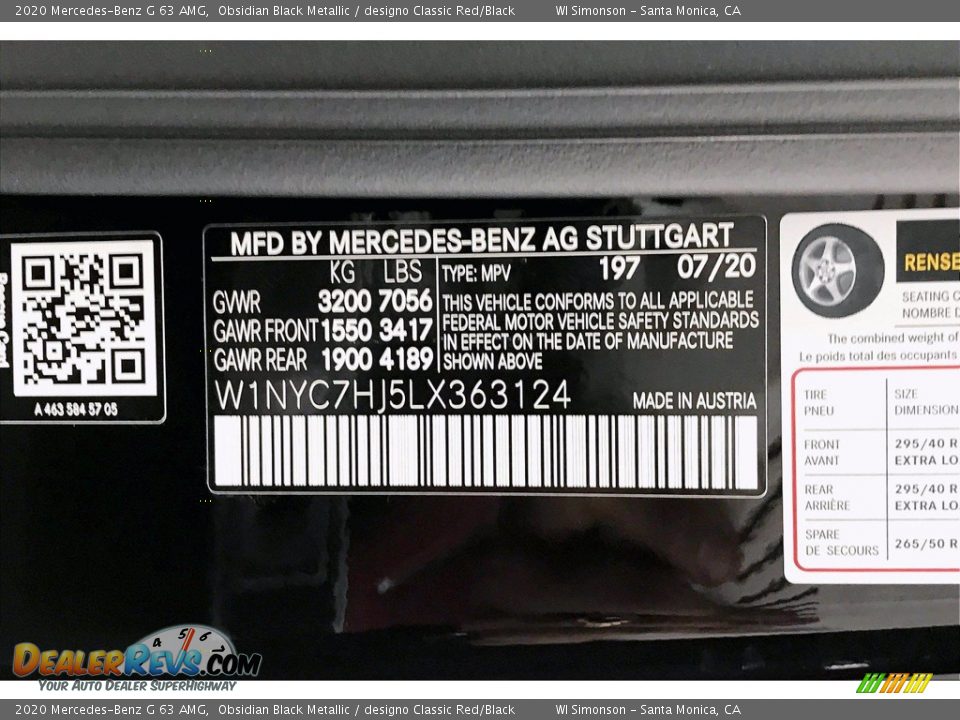 2020 Mercedes-Benz G 63 AMG, Obsidian Black Metallic / designo Classic Red/Black WI Simonson - Santa Monica, CA
MFD BY MERCEDES-BENZ AG STUTTGART
KG LBS TYPE: MPV 197 07/20
GVWR 3200 7056
GAWR FRONT 1550 3417
GAWR REAR 1900 4189
THIS VEHICLE CONFORMS TO ALL APPLICABLE
FEDERAL MOTOR VEHICLE SAFETY STANDARDS
IN EFFECT ON THE DATE OF MANUFACTURE
SHOWN ABOVE
W1NYC7HJ5LX363124 MADE IN AUSTRIA
A 463 584 57 05
RENSE
SEATING C
NOMBRE D
The combined weight of
Le poids total des occupants
TIRE SIZE
PNEU DIMENSION
FRONT 295/40 R
AVANT EXTRA LO
REAR 295/40 R
ARRIÈRE EXTRA LO
SPARE
DE SECOURS 265/50 R
4 5 6
DEALERREVS.COM
YOUR AUTO DEALER SUPERHIGHWAY
2020 Mercedes-Benz G 63 AMG, Obsidian Black Metallic / designo Classic Red/Black WI Simonson - Santa Monica, CA